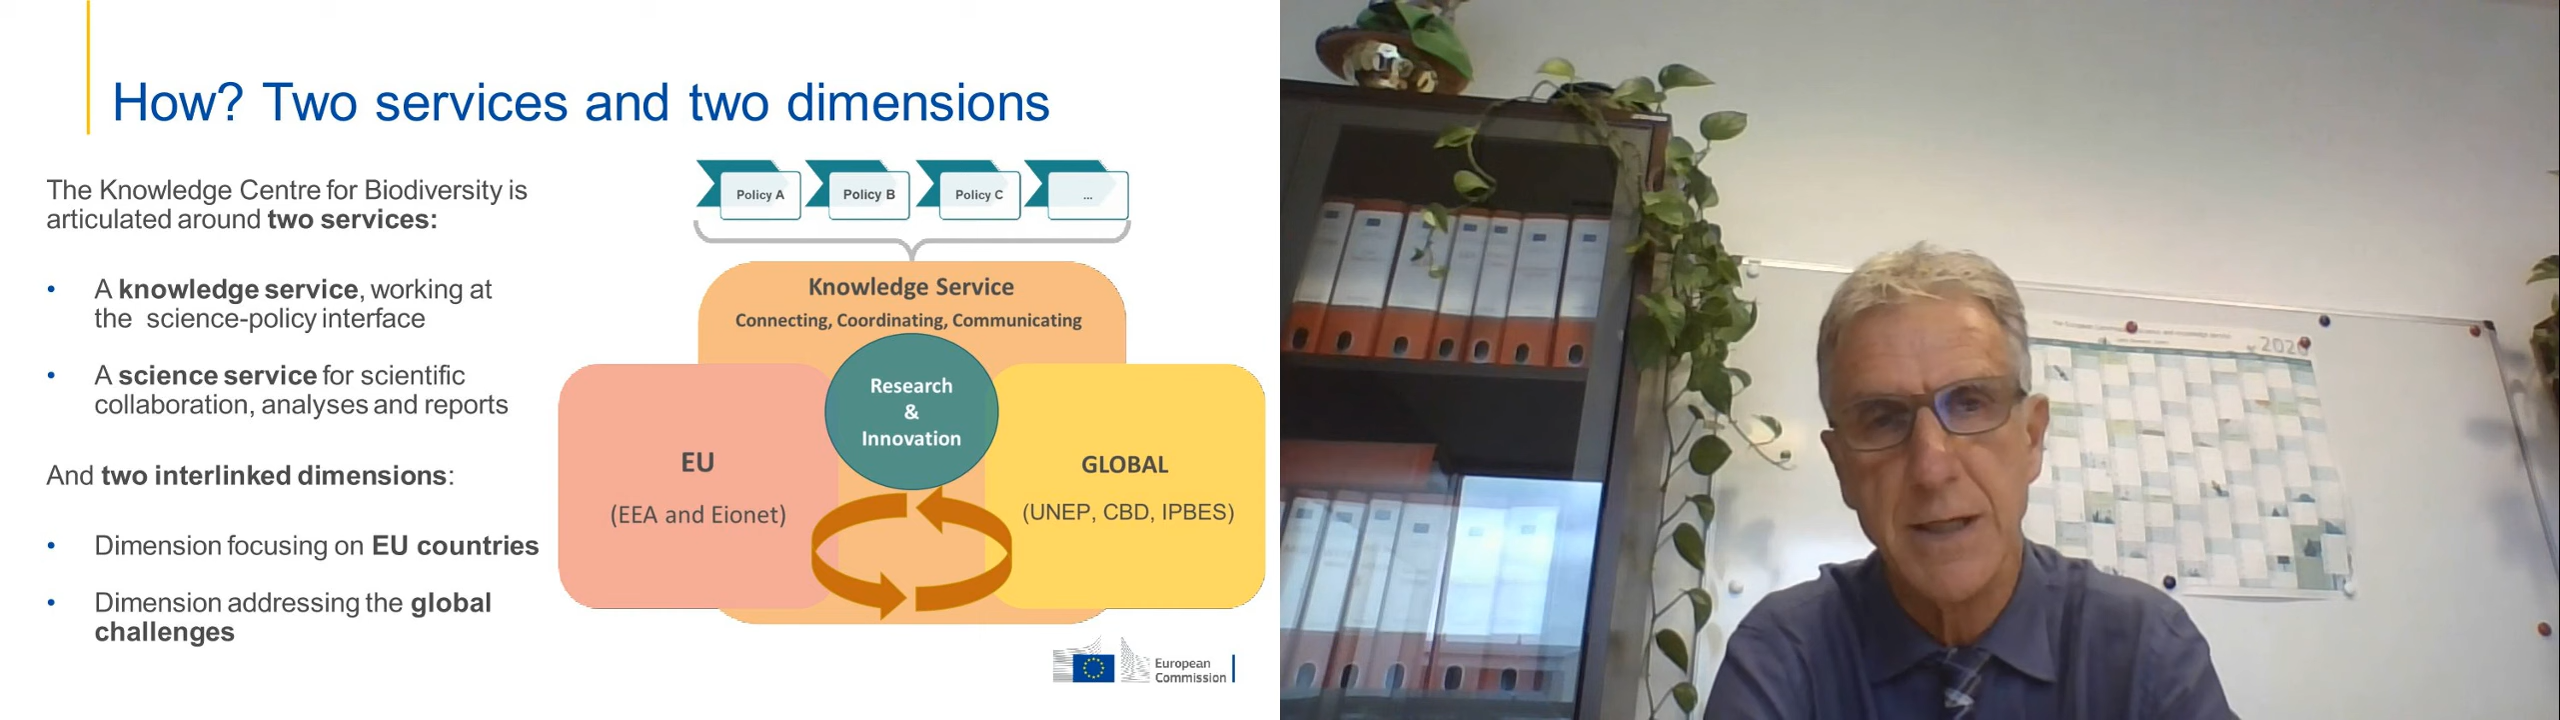 How? Two services and two dimensions
The Knowledge Centre for Biodiversity is
articulated around two services:
• A knowledge service, working at
the science-policy interface
• A science service for scientific
collaboration, analyses and reports
And two interlinked dimensions:
• Dimension focusing on EU countries
• Dimension addressing the global
challenges
Policy A
Policy B
Policy C
...
Knowledge Service
Connecting, Coordinating, Communicating
Research
&
Innovation
EU
(EEA and Eionet)
GLOBAL
(UNEP, CBD, IPBES)
European
Commission
2020